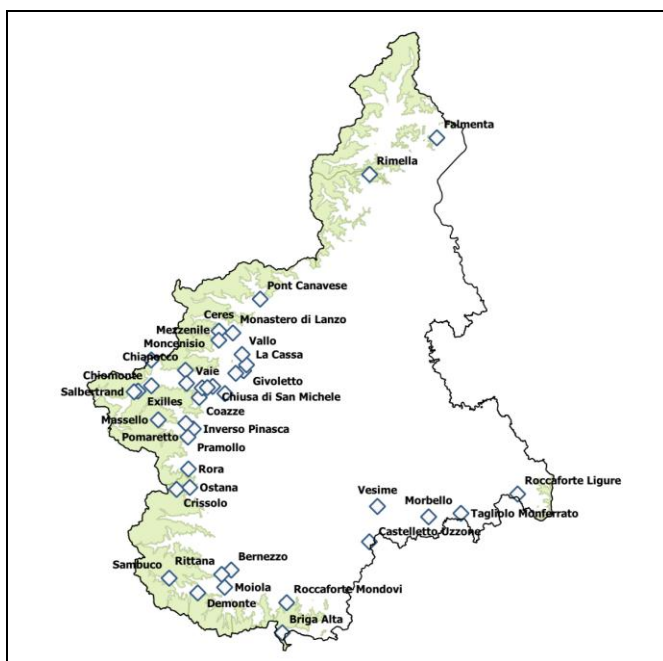 Falmenta
Rimella
Pont Canavese
Ceres
Monastero di Lanzo
Mezzenile
Moncenisio
Vallo
Chianocco
La Cassa
Vaie
Chiomonte
Givoletto
Salbertrand
Exilles
Chiusa di San Michele
Coazze
Massello
Inverso Pinasca
Pomaretto
Pramollo
Rora
Roccaforte Ligure
Ostana
Vesime
Crissolo
Morbello
Tagliolo Monferrato
Castelletto Uzzone
Rittana
Bernezzo
Sambuco
Moiola
Demonte
Roccaforte Mondovi
Briga Alta